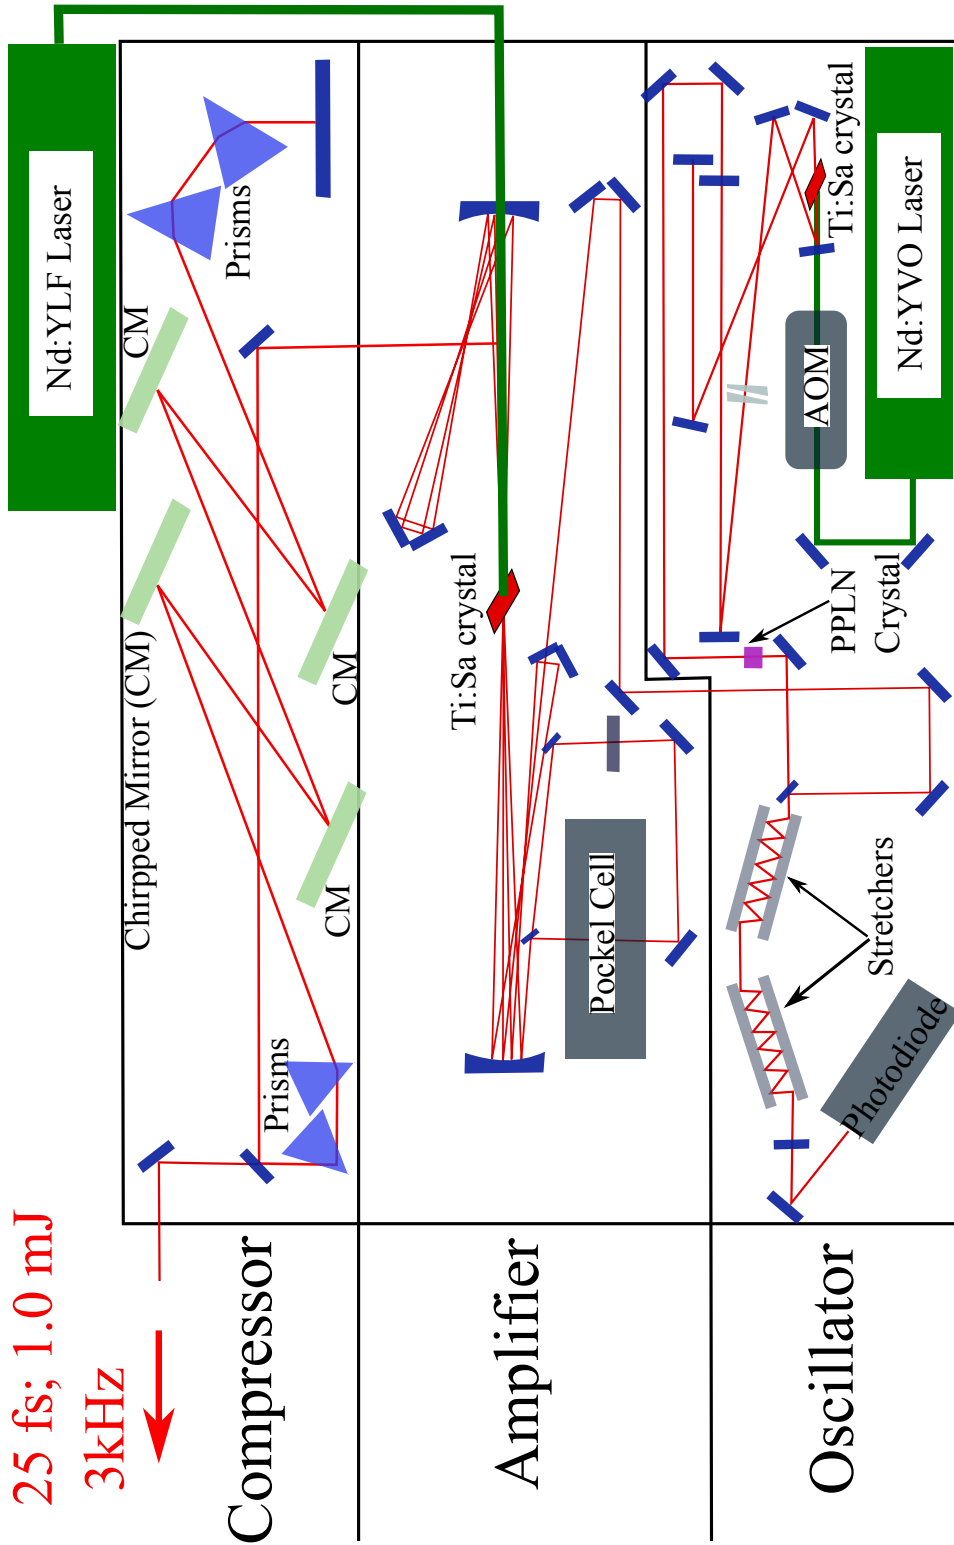 25 fs; 1.0 mJ
3kHz
Nd:YLF Laser
Compressor
Prisms
Chirpped Mirror (CM)
CM
CM
CM
Prisms
Amplifier
Ti:Sa crystal
Pockel Cell
Oscillator
Photodiode
Stretchers
PPLN
Crystal
AOM
Ti:Sa crystal
Nd:YVO Laser